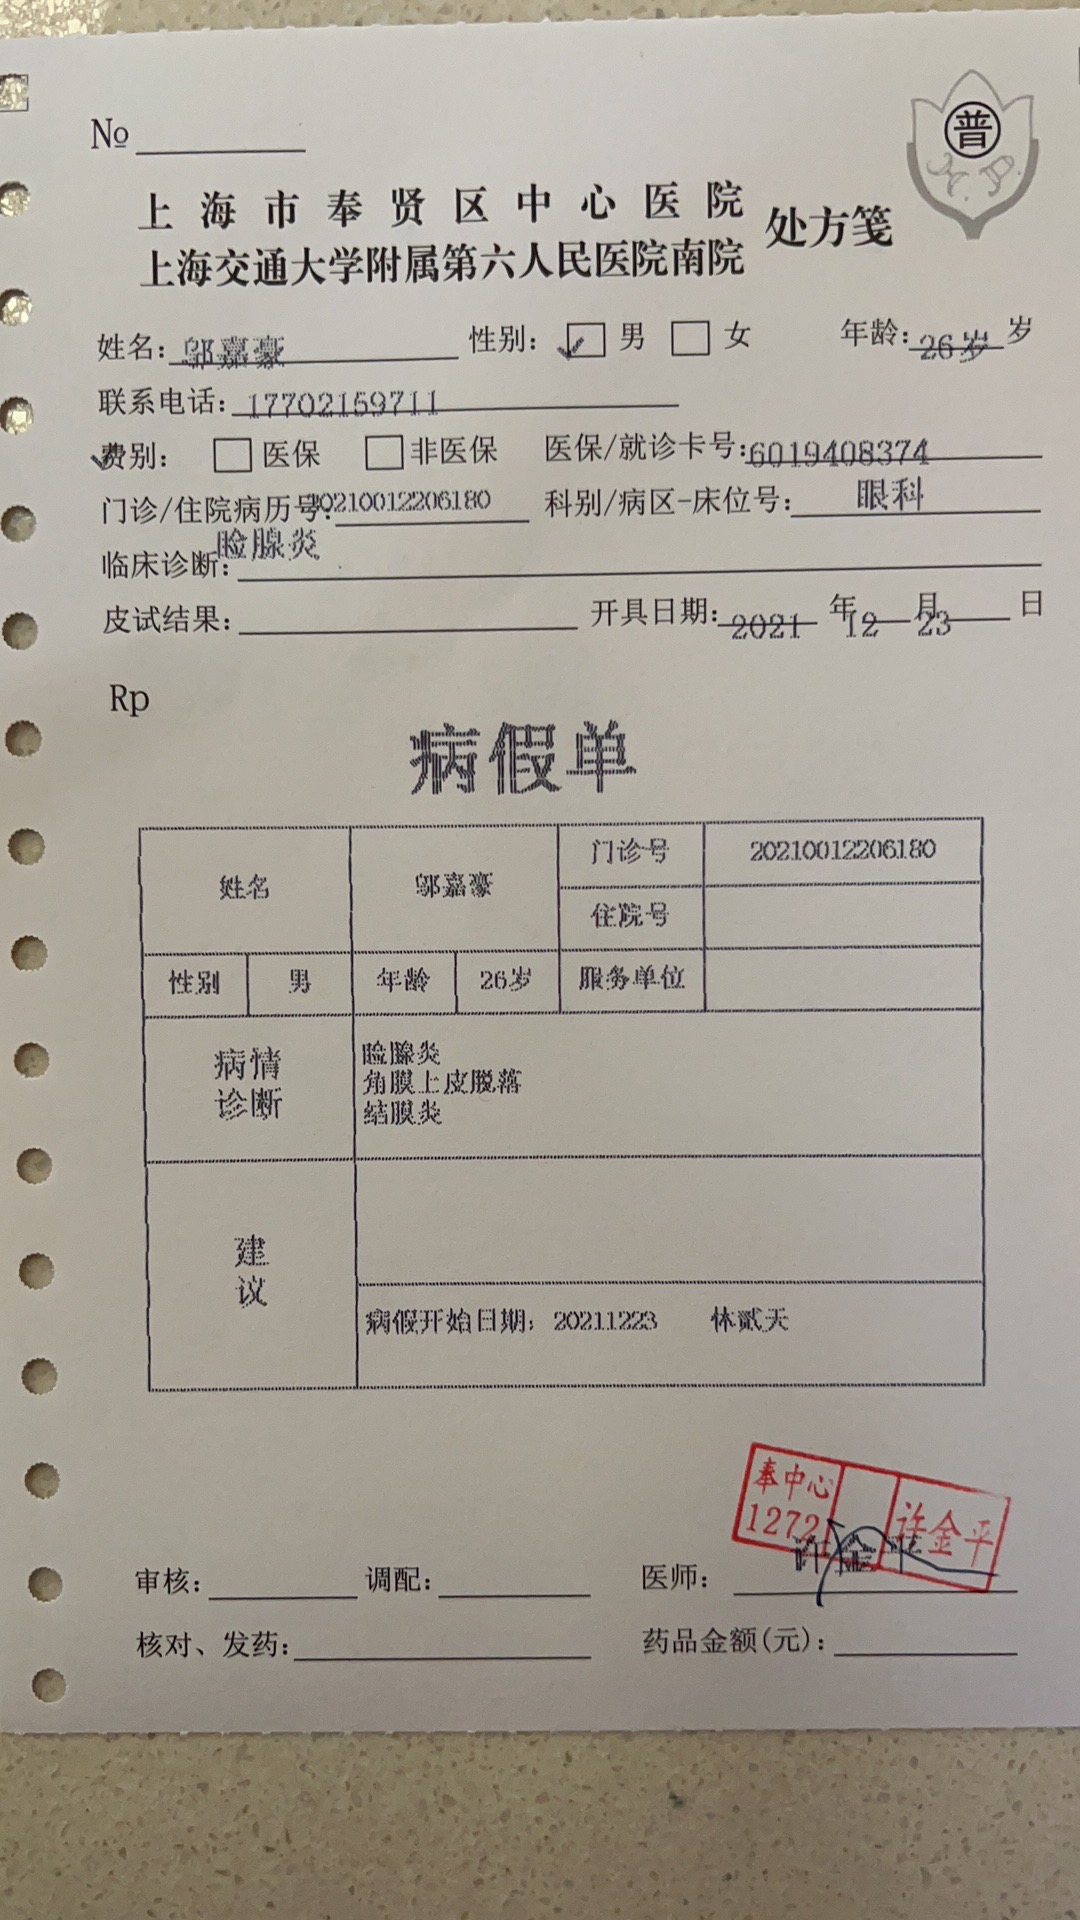 普
№
上海市奉贤区中心医院
上海交通大学附属第六人民医院南院 处方笺
姓名: 邬嘉豪 性别: 男 女 年龄: 26岁 岁
联系电话: 17702159711
费别: 医保 非医保 医保/就诊卡号: 6019408374
门诊/住院病历号: 20210012206180 科别/病区-床位号: 眼科
临床诊断: 睑腺炎
皮试结果: 开具日期: 2021 年 12 月 23 日
Rp
病假单
姓名 邬嘉豪 门诊号 20210012206180
住院号
性别 男 年龄 26岁 服务单位
病情诊断
睑腺炎
角膜上皮脱落
结膜炎
建议
病假开始日期: 20211223 休贰天
奉中心 1272 许金平
审核: 调配: 医师: 许金平
核对、发药: 药品金额(元):